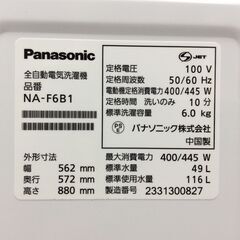 Panasonic
全自動電気洗濯機
品番
NA-F6B1
外形寸法
幅 562 mm
奥行 572 mm
高さ 880 mm
JET
定格電圧 100 V
定格周波数 50/60 Hz
電動機定格消費電力 400/445 W
定格時間 洗いのみ 10 分
標準洗濯容量 6.0 kg
PS E パナソニック株式会社
中国製
最大消費電力 400/445 W
標準水量 49 L
標準使用水量 116 L
製造番号 2331300827